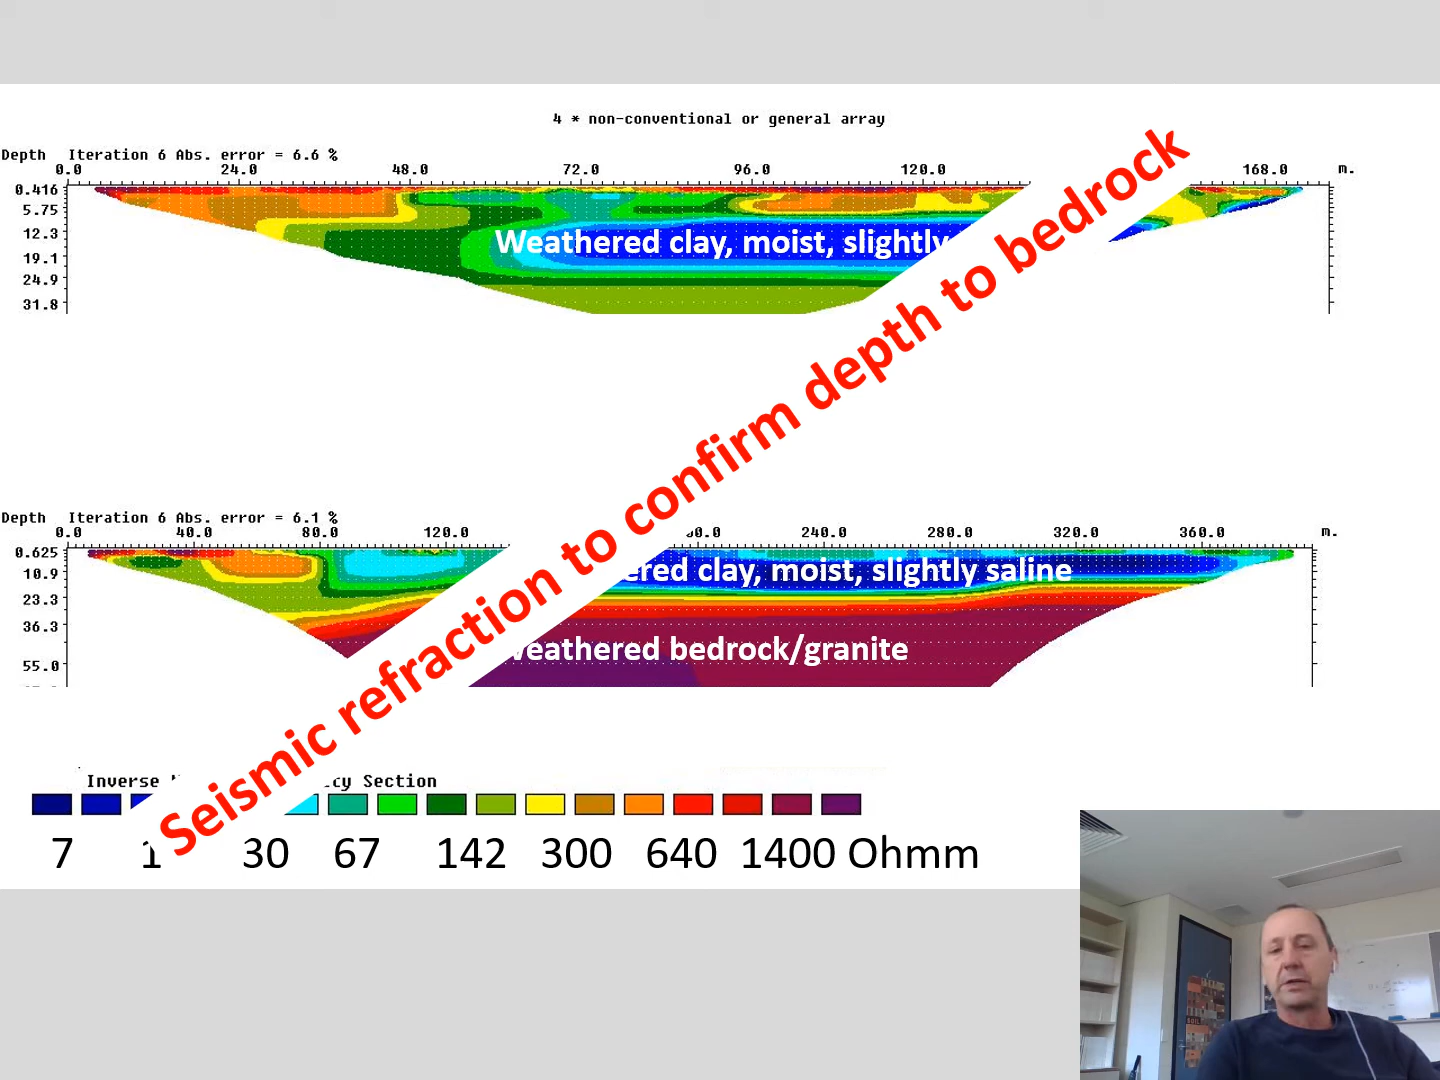 4 * non-conventional or general array
Depth Iteration 6 Abs. error = 6.6 %
0.0 24.0 48.0 72.0 96.0 120.0 168.0 m.
0.416
5.75
12.3
19.1
24.9
31.8
Weathered clay, moist, slightly
Seismic refraction to confirm depth to bedrock
Depth Iteration 6 Abs. error = 6.1 %
0.0 40.0 80.0 120.0 240.0 280.0 320.0 360.0 m.
0.625
10.9
23.3
36.3
55.0
clay, moist, slightly saline
weathered bedrock/granite
Inverse Section
7 30 67 142 300 640 1400 Ohmm
SOIL